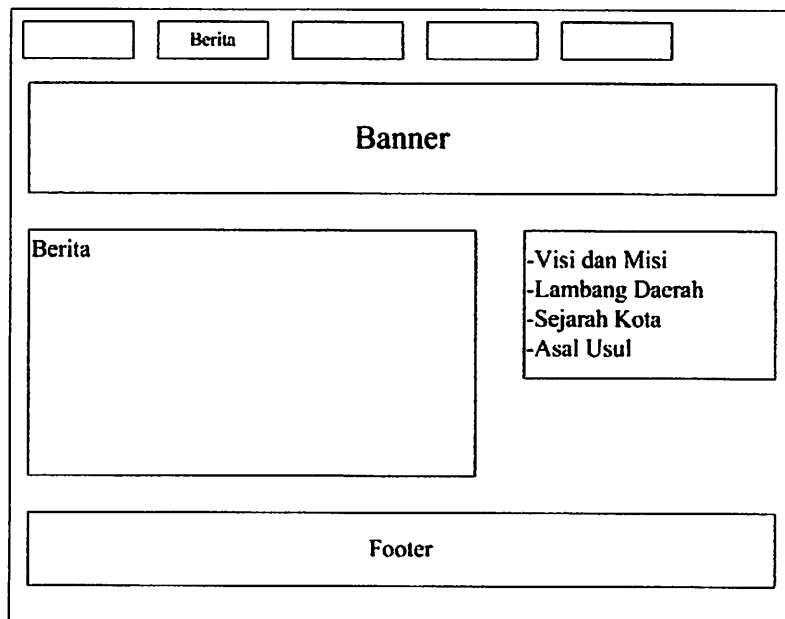 Berita
Banner
Berita
-Visi dan Misi
-Lambang Daerah
-Sejarah Kota
-Asal Usul
Footer